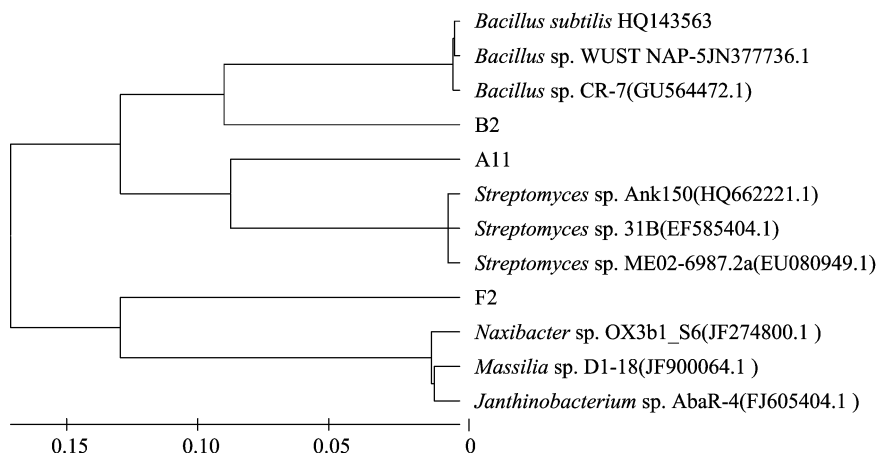 Bacillus subtilis HQ143563
Bacillus sp. WUST NAP-5JN377736.1
Bacillus sp. CR-7(GU564472.1)
B2
A11
Streptomyces sp. Ank150(HQ662221.1)
Streptomyces sp. 31B(EF585404.1)
Streptomyces sp. ME02-6987.2a(EU080949.1)
F2
Naxibacter sp. OX3b1_S6(JF274800.1 )
Massilia sp. D1-18(JF900064.1 )
Janthinobacterium sp. AbaR-4(FJ605404.1 )
0.15 0.10 0.05 0